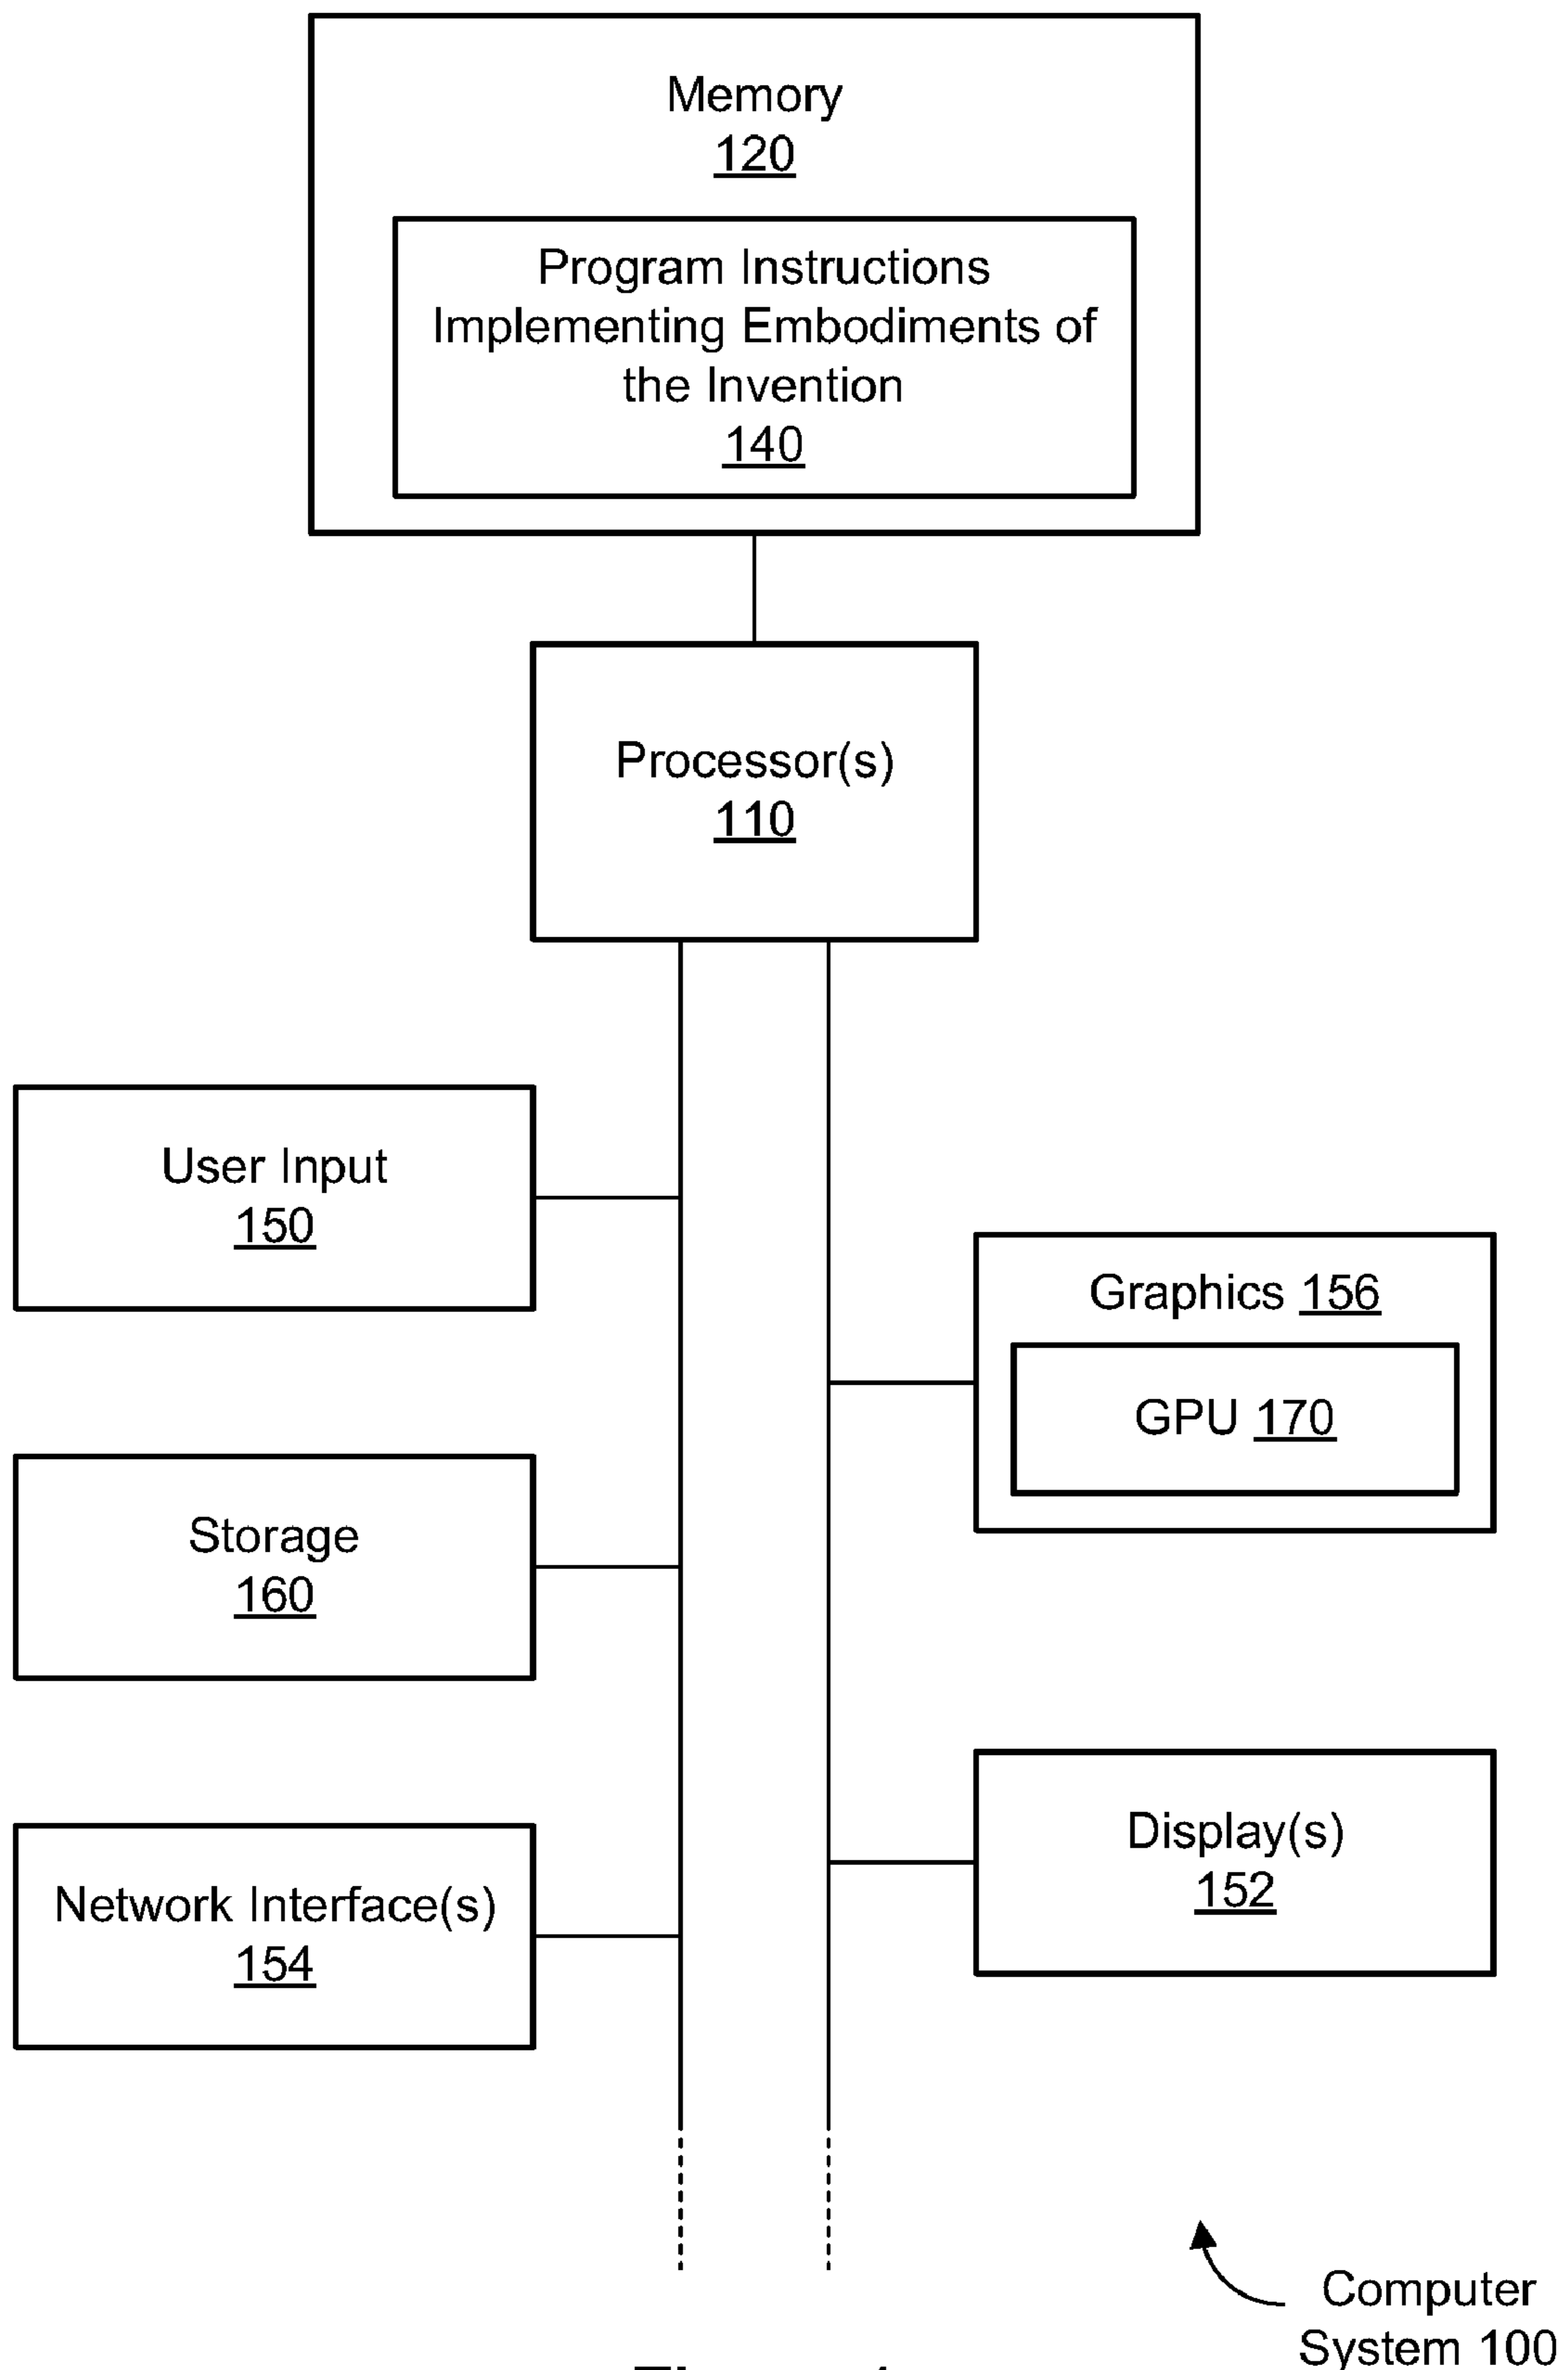 Memory
120
Program Instructions
Implementing Embodiments of
the Invention
140
Processor(s)
110
User Input
150
Graphics 156
GPU 170
Storage
160
Display(s)
152
Network Interface(s)
154
Computer
System 100